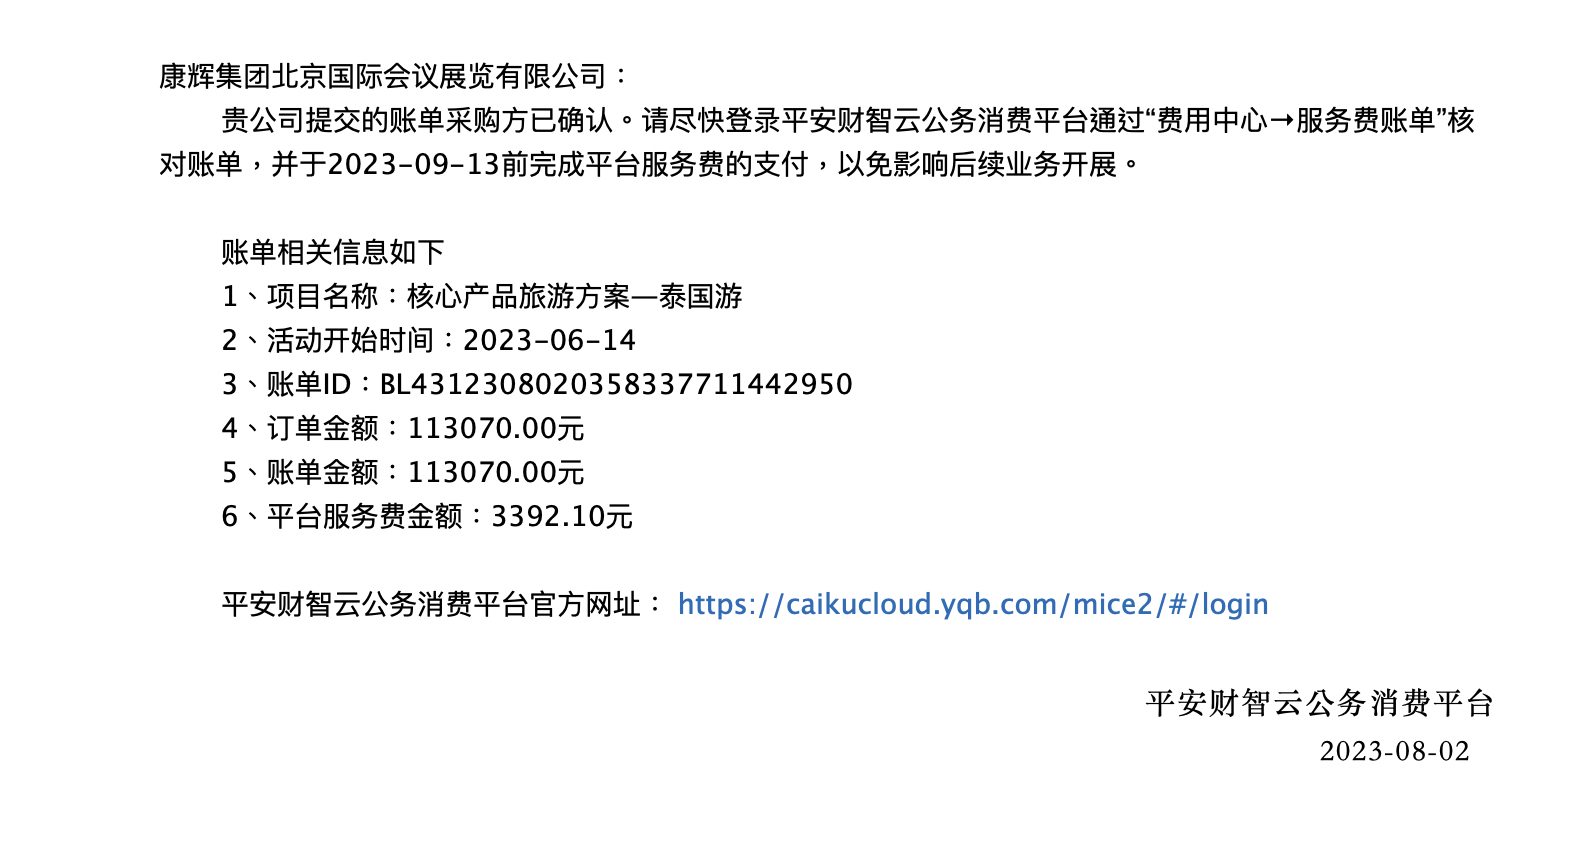 康辉集团北京国际会议展览有限公司：
贵公司提交的账单采购方已确认。请尽快登录平安财智云公务消费平台通过“费用中心→服务费账单”核
对账单，并于2023-09-13前完成平台服务费的支付，以免影响后续业务开展。
账单相关信息如下
1、项目名称：核心产品旅游方案—泰国游
2、活动开始时间：2023-06-14
3、账单ID：BL43123080203583377114429​50
4、订单金额：113070.00元
5、账单金额：113070.00元
6、平台服务费金额：3392.10元
平安财智云公务消费平台官方网址： https://caikucloud.yqb.com/mice2/#/login
平安财智云公务消费平台
2023-08-02